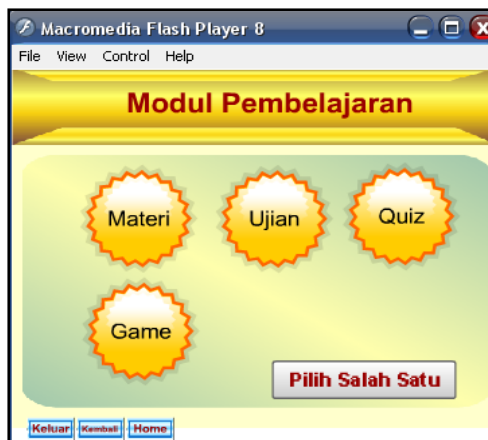 Macromedia Flash Player 8
File View Control Help
Modul Pembelajaran
Materi Ujian Quiz
Game
Pilih Salah Satu
Keluar Kembali Home